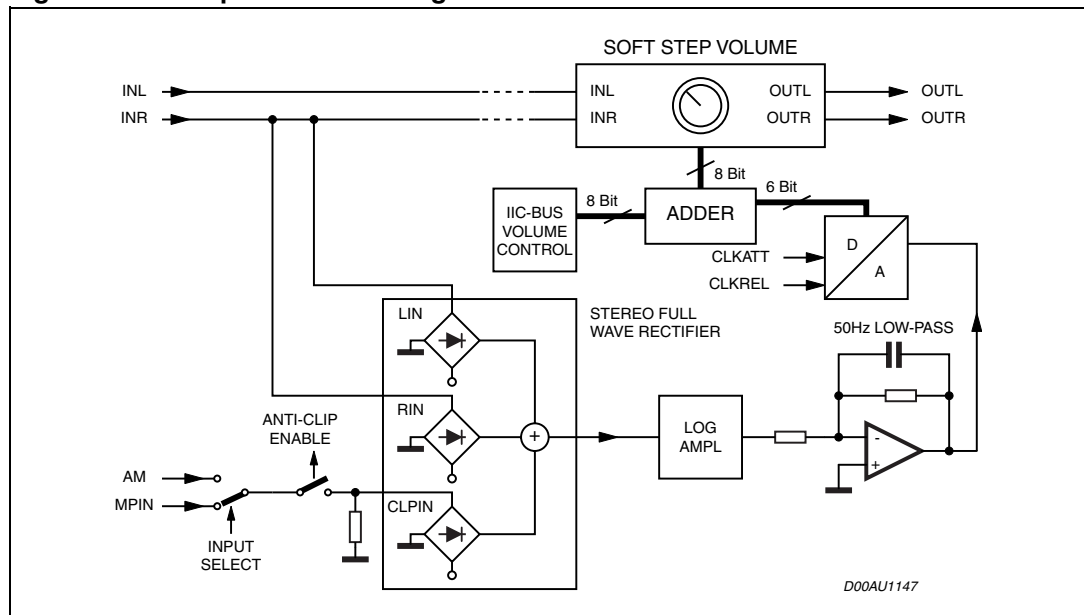 SOFT STEP VOLUME
INL
INL
OUTL
OUTL
INR
INR
OUTR
OUTR
8 Bit
8 Bit
6 Bit
IIC-BUS
VOLUME
CONTROL
ADDER
D
A
CLKATT
CLKREL
LIN
STEREO FULL
WAVE RECTIFIER
50Hz LOW-PASS
RIN
ANTI-CLIP
ENABLE
+
LOG
AMPL
-
+
AM
MPIN
CLPIN
INPUT
SELECT
D00AU1147